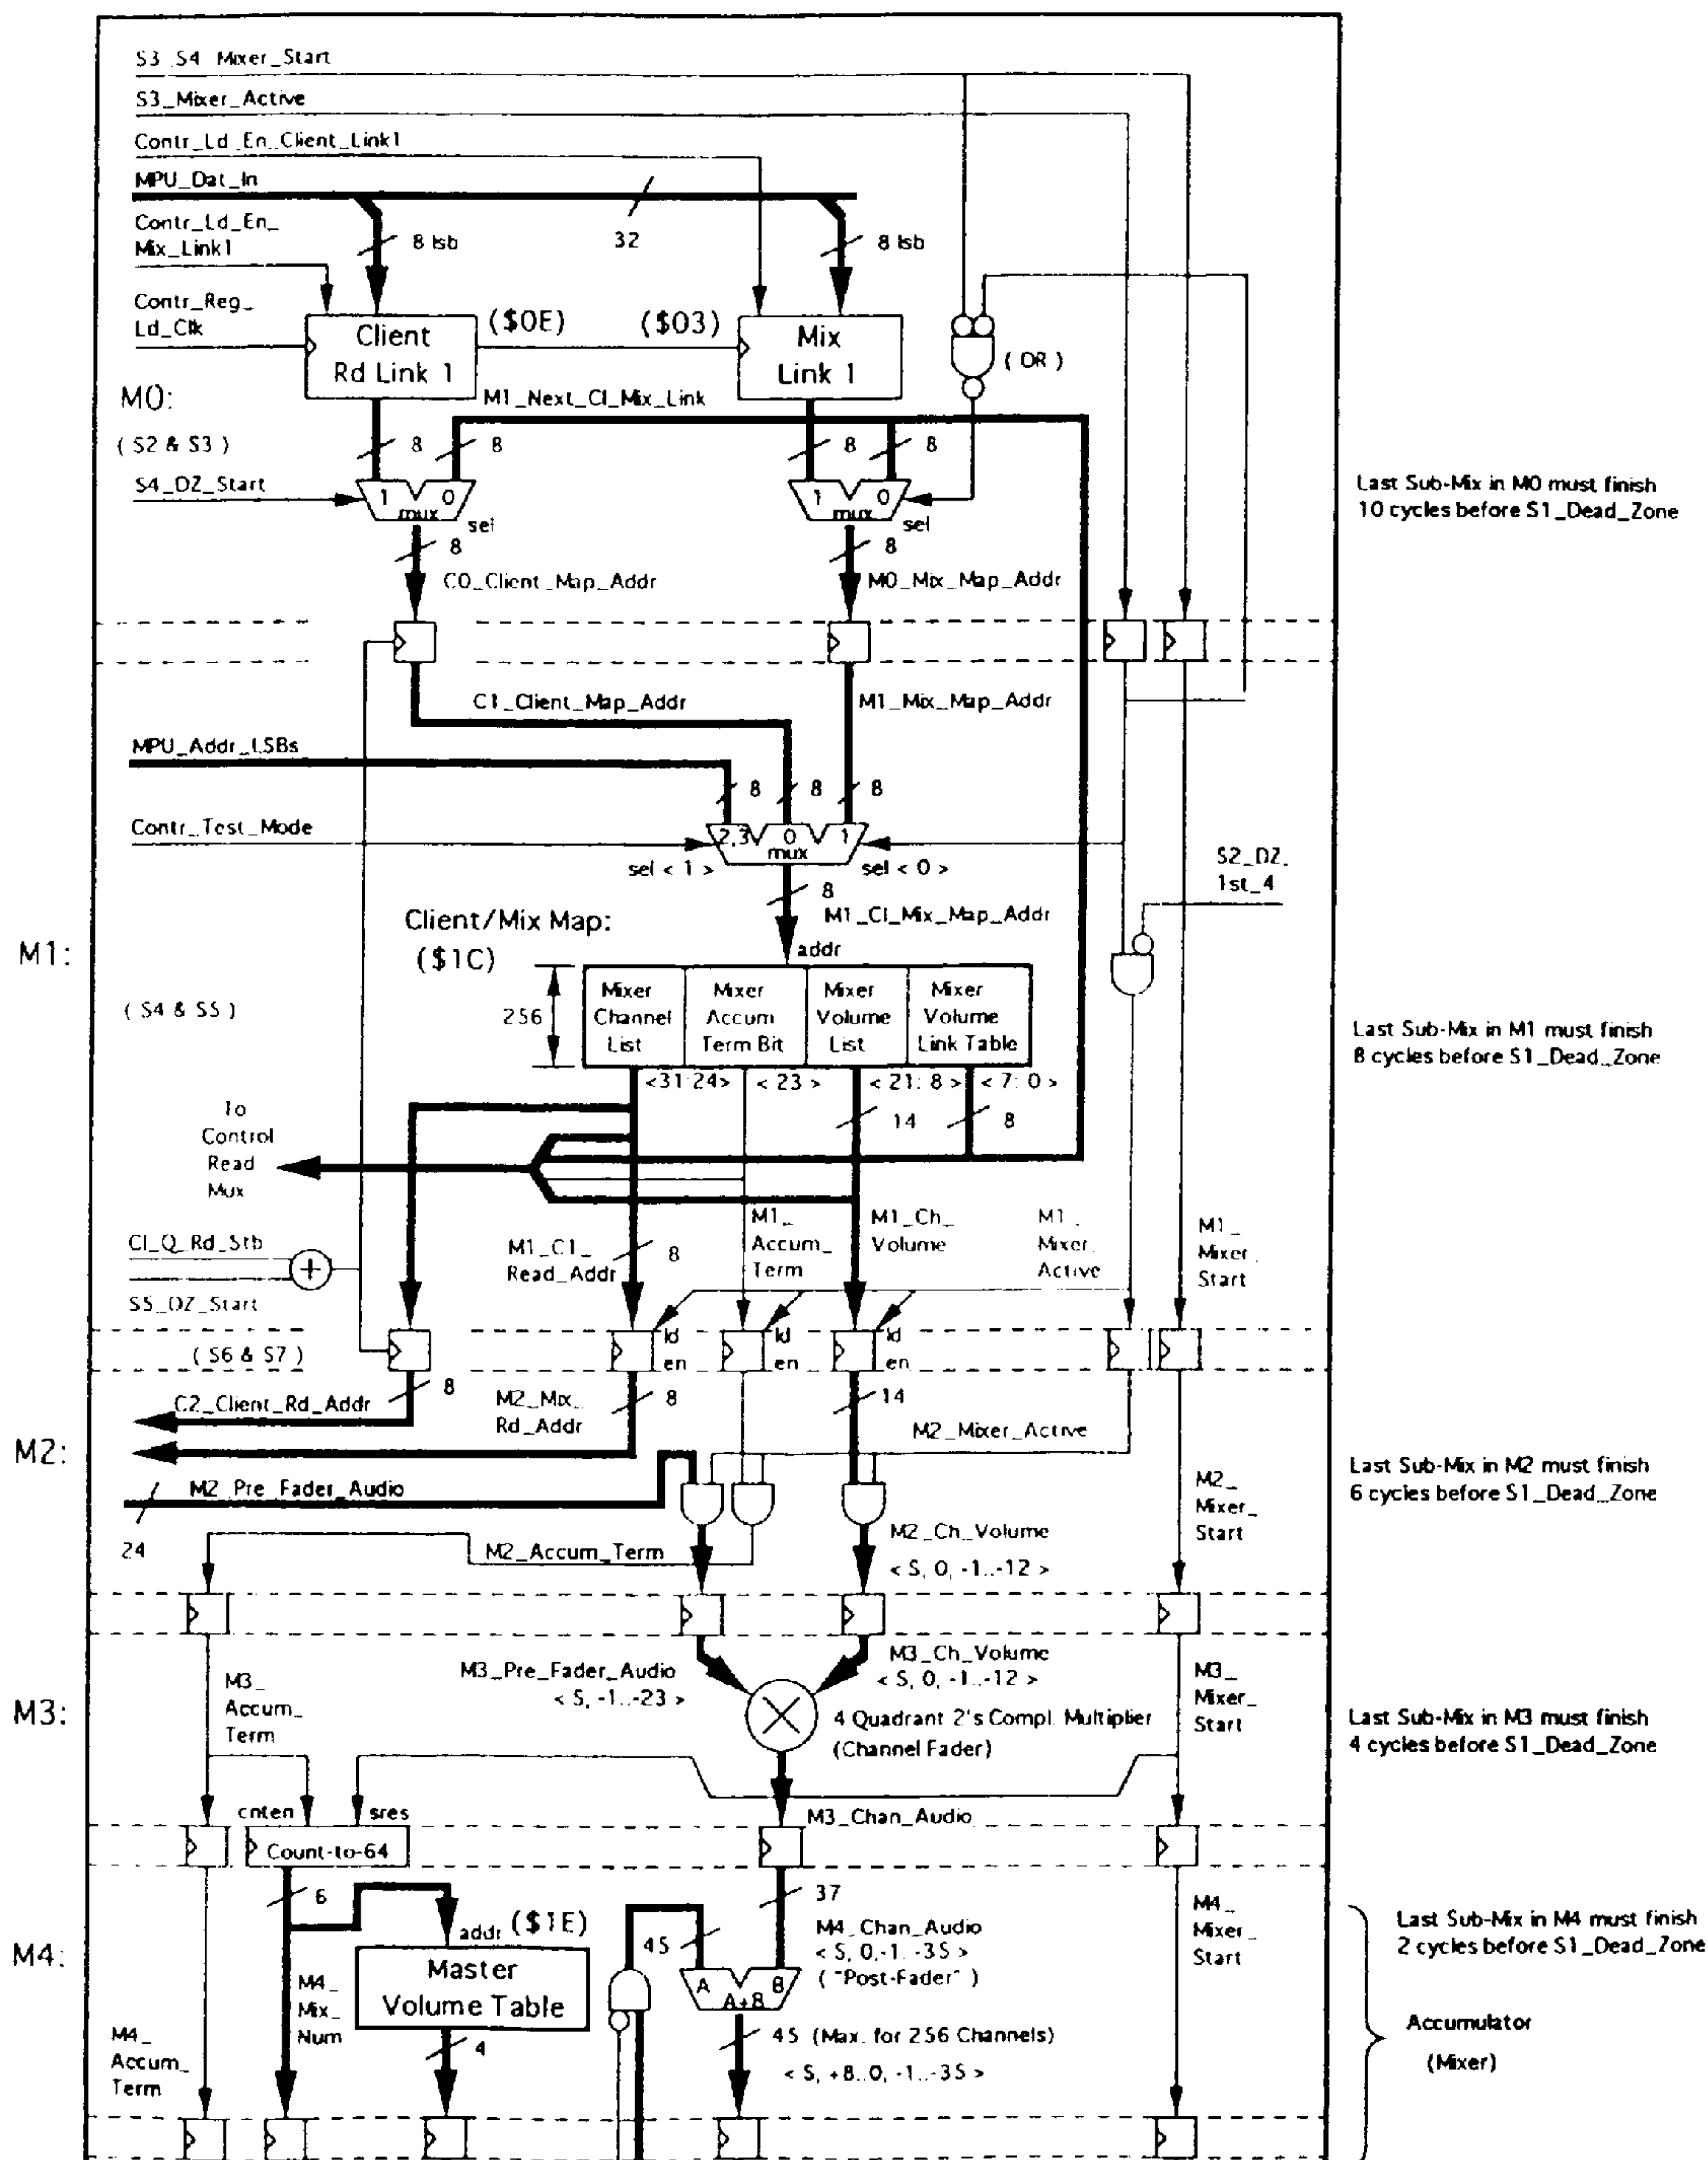 S3_S4_Mixer_Start
S3_Mixer_Active
Contr_Ld_En_Client_Link1
MPU_Dat_In
Contr_Ld_En_
Mix_Link1
8 lsb
32
8 lsb
Contr_Reg_
Ld_Clk
Client
Rd Link 1
($0E)
($03)
Mix
Link 1
( OR )
M0:
M1_Next_Cl_Mix_Link
( S2 & S3 )
8
8
8
8
S4_DZ_Start
1
0
mux
sel
1
0
mux
sel
Last Sub-Mix in M0 must finish
10 cycles before S1_Dead_Zone
8
8
C0_Client_Map_Addr
M0_Mix_Map_Addr
C1_Client_Map_Addr
M1_Mix_Map_Addr
MPU_Addr_LSBs
8
8
8
Contr_Test_Mode
2,3
0
1
mux
sel < 1 >
sel < 0 >
S2_DZ_
1st_4
8
M1_Cl_Mix_Map_Addr
Client/Mix Map:
($1C)
addr
M1:
( S4 & S5 )
256
Mixer
Channel
List
Mixer
Accum
Term Bit
Mixer
Volume
List
Mixer
Volume
Link Table
Last Sub-Mix in M1 must finish
8 cycles before S1_Dead_Zone
<31:24>
< 23 >
< 21: 8 >
< 7: 0 >
14
8
To
Control
Read
Mux
Cl_Q_Rd_Stb
+
S5_DZ_Start
M1_C1_
Read_Addr
8
M1_
Accum_
Term
M1_Ch_
Volume
M1_
Mixer_
Active
M1_
Mixer_
Start
ld
en
ld
en
ld
en
( S6 & S7 )
8
C2_Client_Rd_Addr
M2_Mix_
Rd_Addr
8
14
M2_Mixer_Active
M2:
M2_Pre_Fader_Audio
24
M2_Accum_Term
M2_Ch_Volume
< S, 0, -1..-12 >
M2_
Mixer_
Start
Last Sub-Mix in M2 must finish
6 cycles before S1_Dead_Zone
M3_Pre_Fader_Audio
< S, -1..-23 >
M3_Ch_Volume
< S, 0, -1..-12 >
M3_
Accum_
Term
M3_
Mixer_
Start
M3:
4 Quadrant 2's Compl. Multiplier
(Channel Fader)
Last Sub-Mix in M3 must finish
4 cycles before S1_Dead_Zone
cnten
sres
M3_Chan_Audio
Count-to-64
6
37
addr
($1E)
45
M4_Chan_Audio
< S, 0,-1..-35 >
( "Post-Fader" )
M4_
Mixer_
Start
Last Sub-Mix in M4 must finish
2 cycles before S1_Dead_Zone
M4:
M4_
Mix_
Num
Master
Volume Table
A
B
A+B
45 (Max. for 256 Channels)
< S, +8..0, -1..-35 >
4
M4_
Accum_
Term
Accumulator
(Mixer)